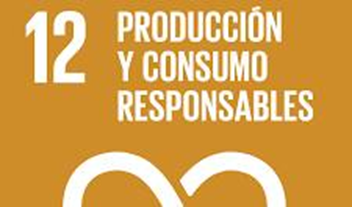 12
PRODUCCIÓN
Y CONSUMO
RESPONSABLES